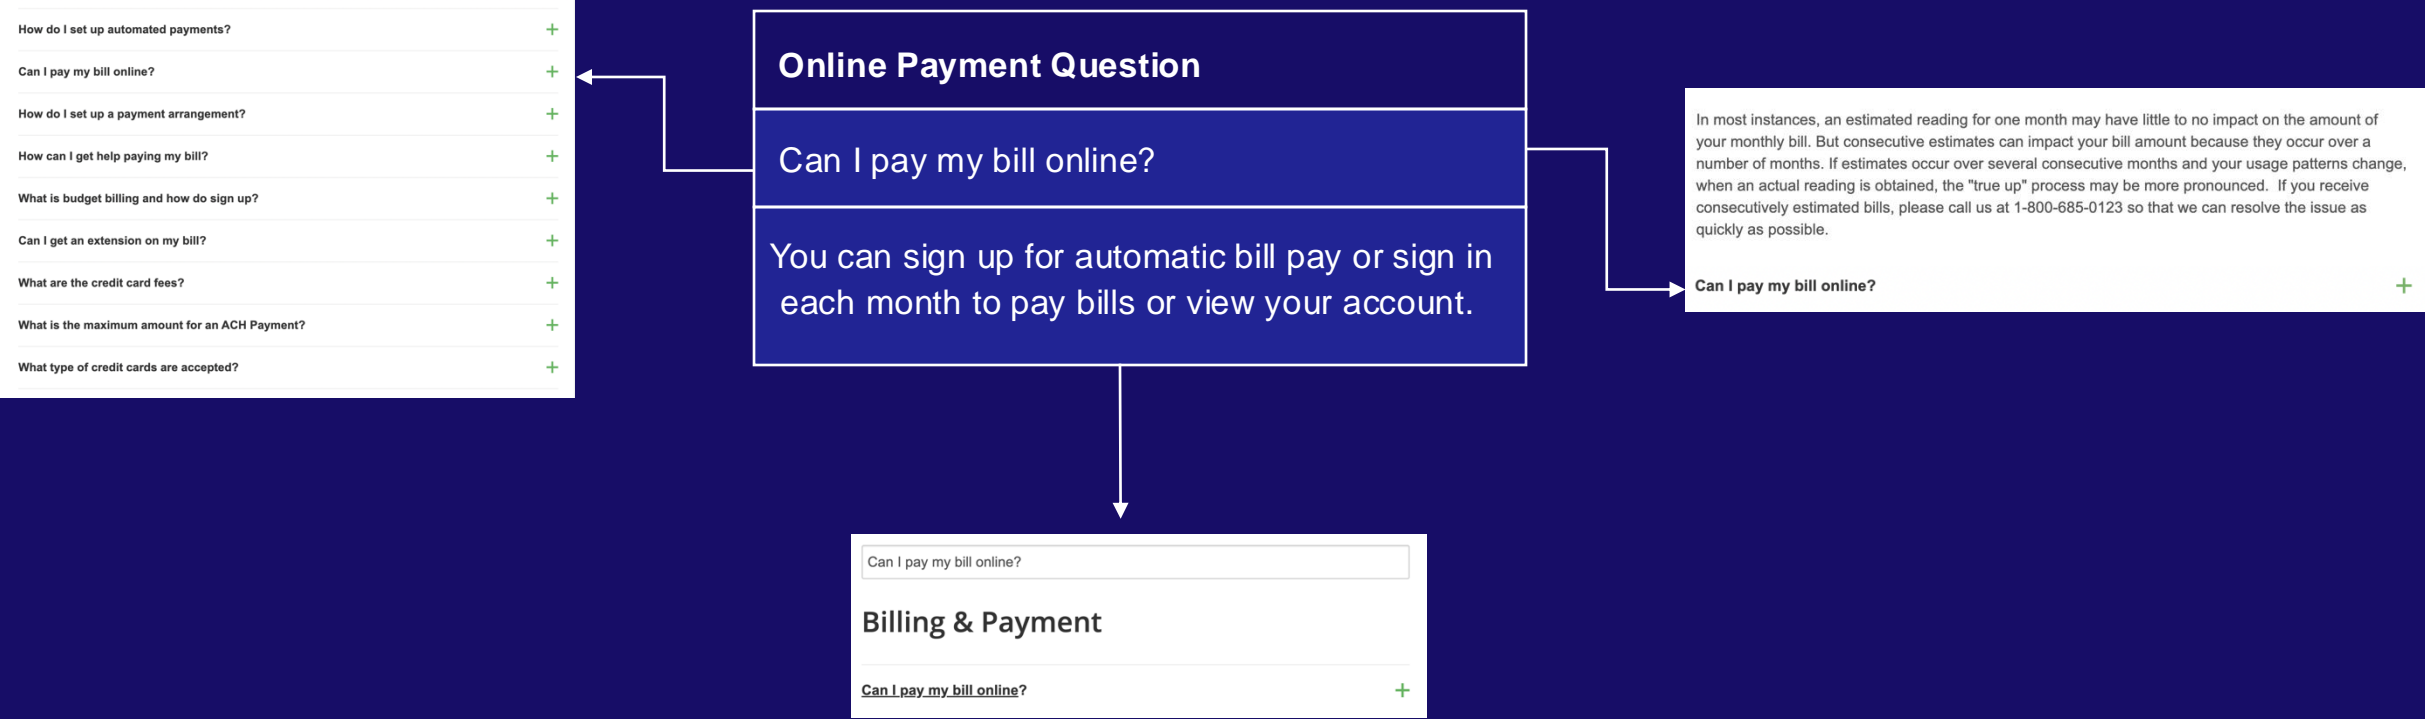 How do I set up automated payments?
Can I pay my bill online?
How do I set up a payment arrangement?
How can I get help paying my bill?
What is budget billing and how do sign up?
Can I get an extension on my bill?
What are the credit card fees?
What is the maximum amount for an ACH Payment?
What type of credit cards are accepted?
Online Payment Question
Can I pay my bill online?
You can sign up for automatic bill pay or sign in
each month to pay bills or view your account.
In most instances, an estimated reading for one month may have little to no impact on the amount of
your monthly bill. But consecutive estimates can impact your bill amount because they occur over a
number of months. If estimates occur over several consecutive months and your usage patterns change,
when an actual reading is obtained, the "true up" process may be more pronounced. If you receive
consecutively estimated bills, please call us at 1-800-685-0123 so that we can resolve the issue as
quickly as possible.
Can I pay my bill online?
Can I pay my bill online?
Billing & Payment
Can I pay my bill online?